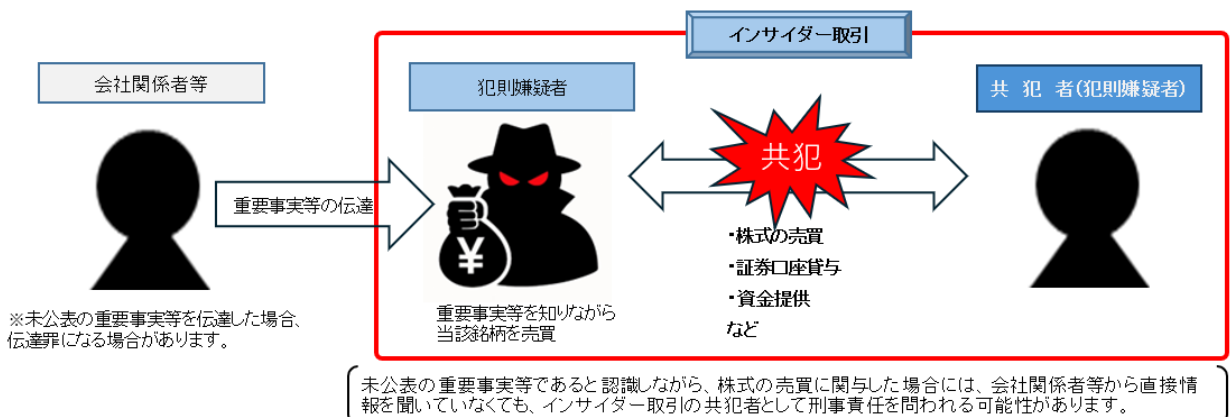 インサイダー取引
会社関係者等
犯則嫌疑者
共 犯 者(犯則嫌疑者)
重要事実等の伝達
共犯
¥
・株式の売買
・証券口座貸与
・資金提供
など
重要事実等を知りながら
当該銘柄を売買
※未公表の重要事実等を伝達した場合、
伝達罪になる場合があります。
未公表の重要事実等であると認識しながら、株式の売買に関与した場合には、会社関係者等から直接情
報を聞いていなくても、インサイダー取引の共犯者として刑事責任を問われる可能性があります。